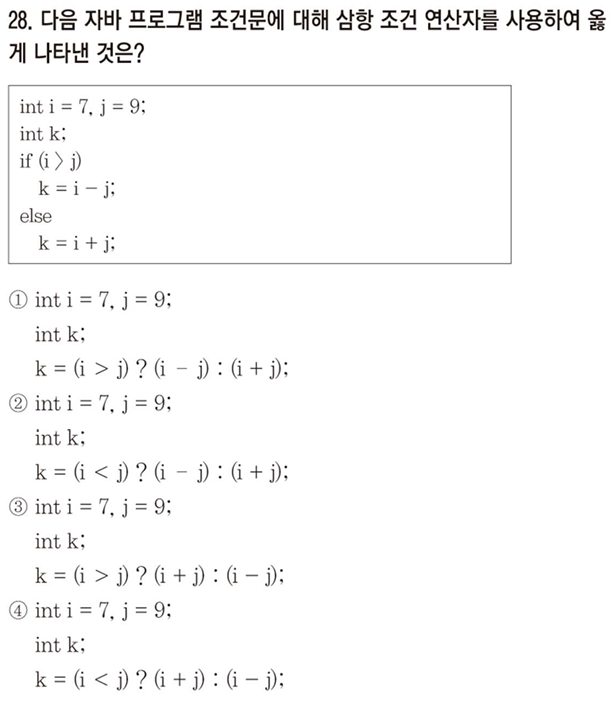 28. 다음 자바 프로그램 조건문에 대해 삼항 조건 연산자를 사용하여 옳
게 나타낸 것은?
int i = 7, j = 9;
int k;
if (i 〉 j)
k = i − j;
else
k = i + j;
① int i = 7, j = 9;
int k;
k = (i > j) ? (i - j) : (i + j);
② int i = 7, j = 9;
int k;
k = (i < j) ? (i - j) : (i + j);
③ int i = 7, j = 9;
int k;
k = (i > j) ? (i + j) : (i − j);
④ int i = 7, j = 9;
int k;
k = (i < j) ? (i + j) : (i − j);